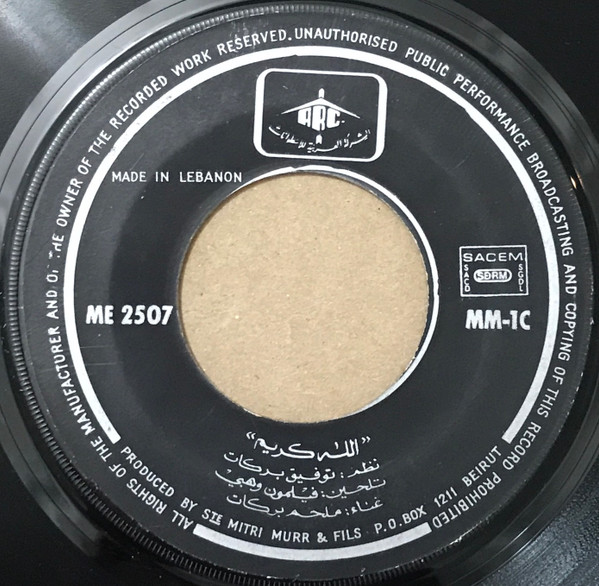 ALL RIGHTS OF THE MANUFACTURER AND OF THE OWNER OF THE RECORDED WORK RESERVED. UNAUTHORISED PUBLIC PERFORMANCE BROADCASTING AND COPYING OF THIS RECORD PROHIBITED
ARC
الشركة العربية للاسطوانات
MADE IN LEBANON
SACEM
SACD SDRM SGDL
ME 2507
MM-1C
"الله كريم"
نظم: توفيق بركات
تلحين: فيلمون وهبي
غناء: ملحم بركات
PRODUCED BY STE MITRI MURR & FILS P.O.BOX 1211 BEIRUT